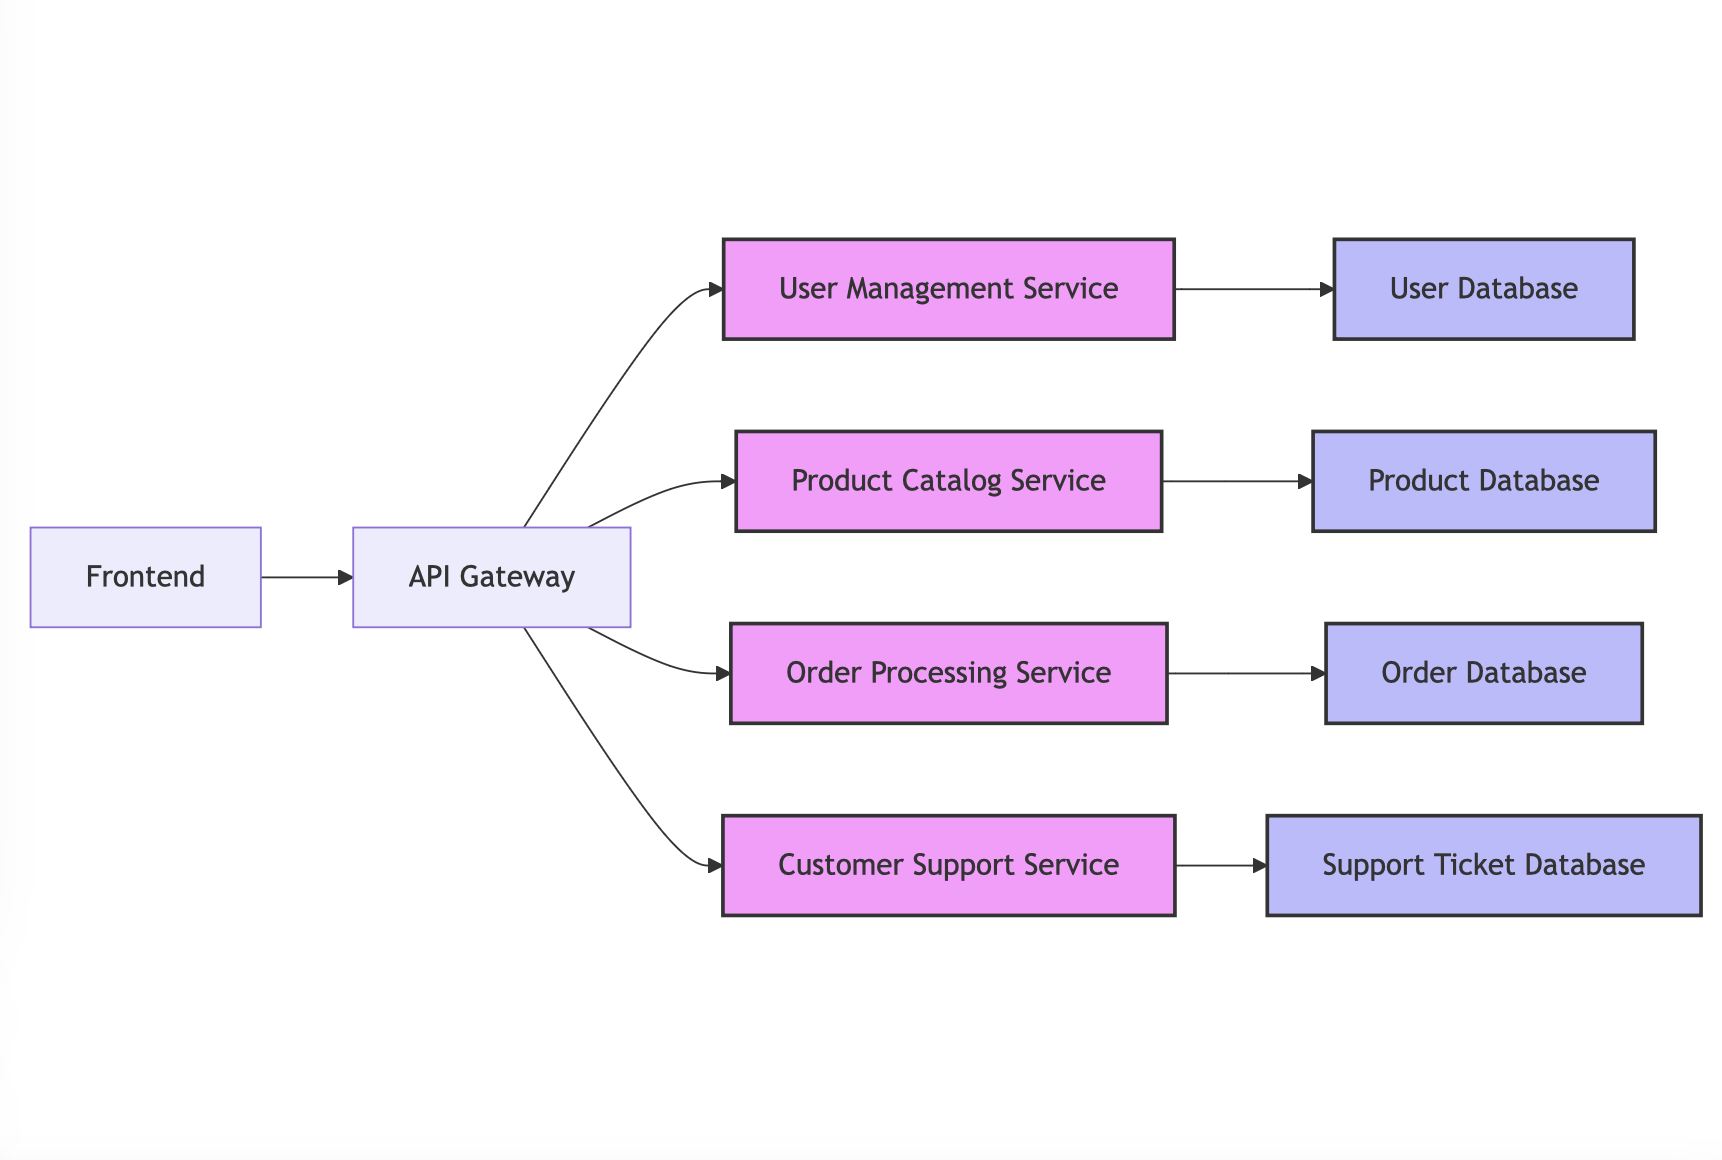 User Management Service
User Database
Product Catalog Service
Product Database
Frontend
API Gateway
Order Processing Service
Order Database
Customer Support Service
Support Ticket Database